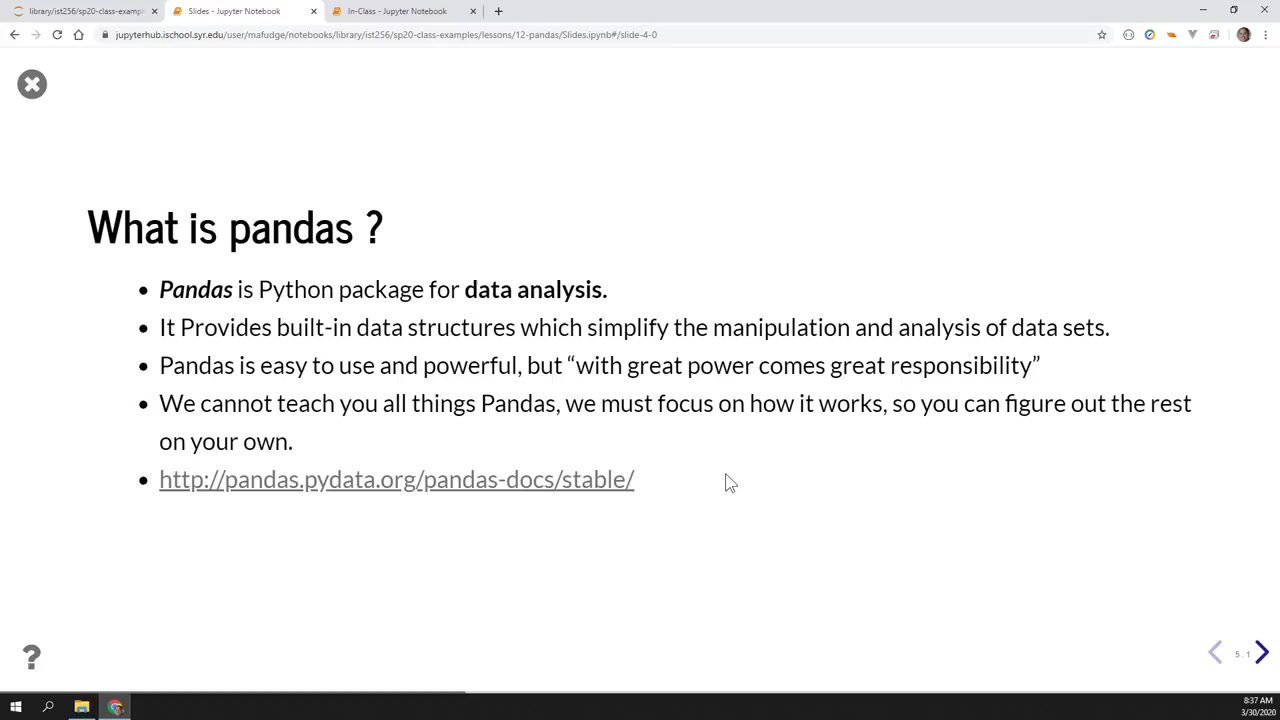 library/ist256/sp20-class-exampl
Slides - Jupyter Notebook
In-Class - Jupyter Notebook
jupyterhub.ischool.syr.edu/user/mafudge/notebooks/library/ist256/sp20-class-examples/lessons/12-pandas/Slides.ipynb#/slide-4-0
What is pandas ?
• Pandas is Python package for data analysis.
• It Provides built-in data structures which simplify the manipulation and analysis of data sets.
• Pandas is easy to use and powerful, but “with great power comes great responsibility”
• We cannot teach you all things Pandas, we must focus on how it works, so you can figure out the rest
on your own.
• http://pandas.pydata.org/pandas-docs/stable/
?
5 . 1
8:37 AM
3/30/2020